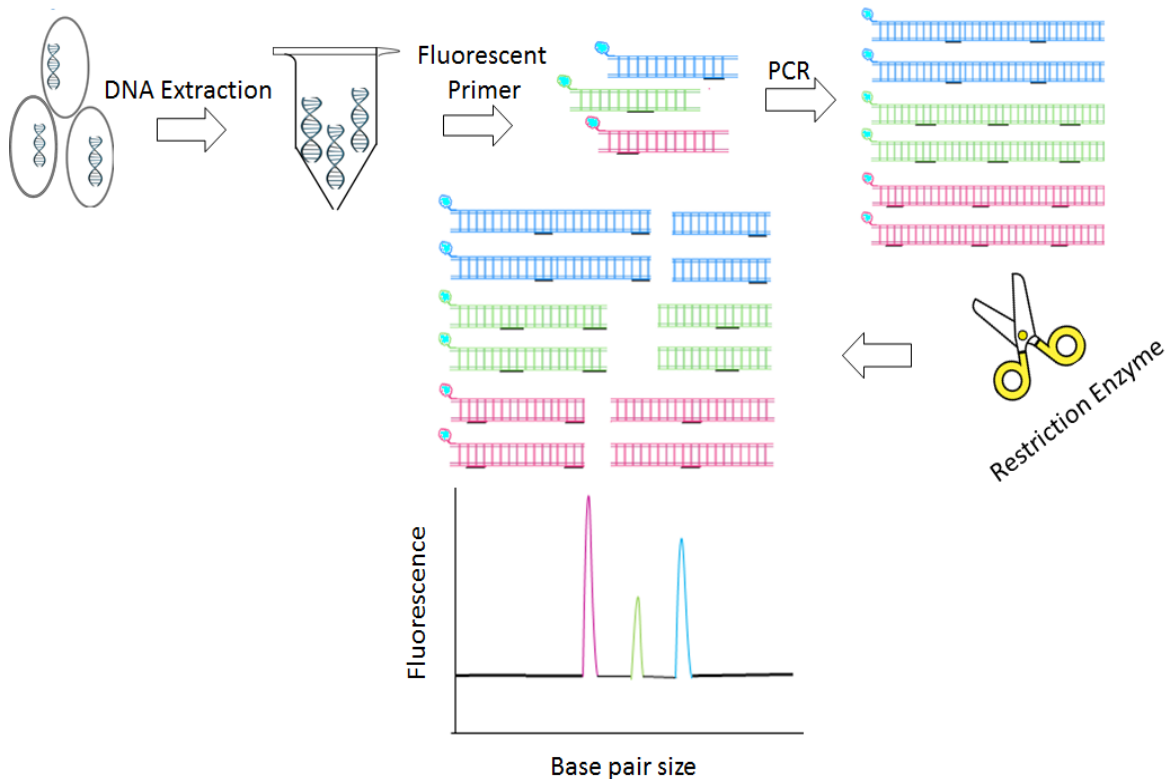 DNA Extraction
Fluorescent
Primer
PCR
Restriction Enzyme
Fluorescence
Base pair size